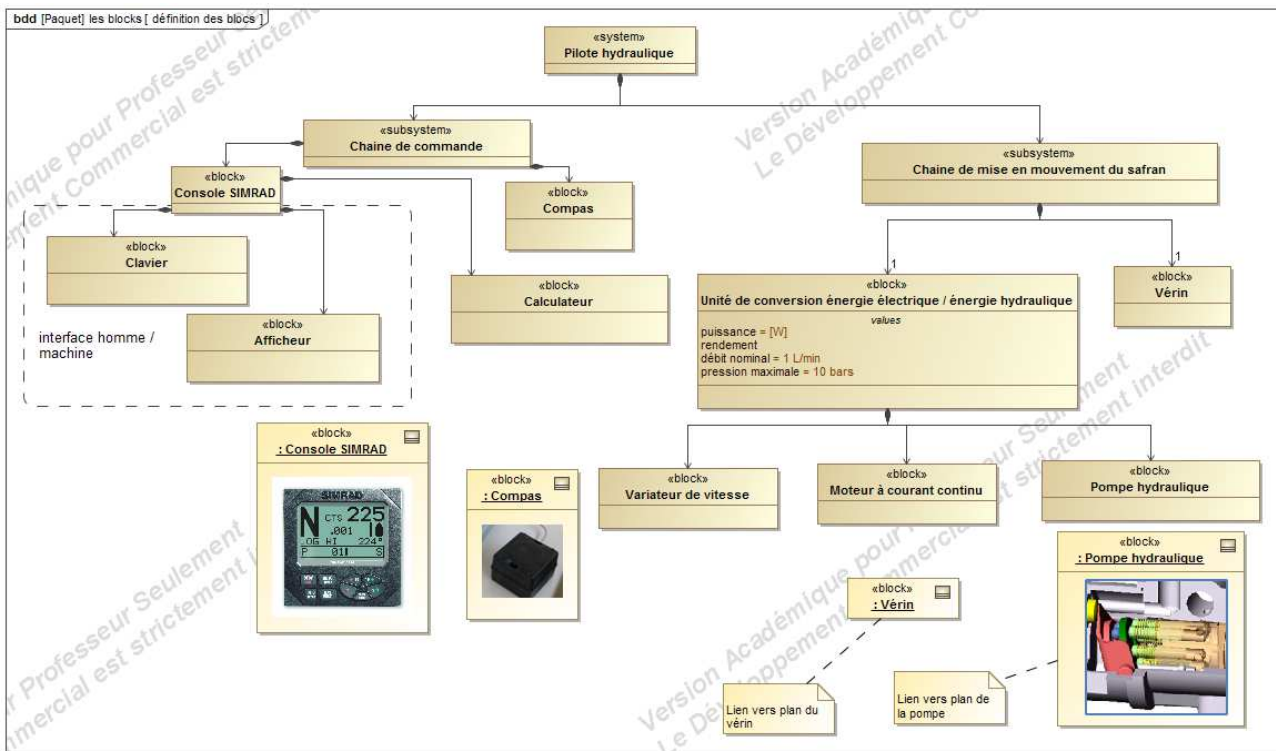 bdd [Paquet] les blocks [ définition des blocs ]
«system»
Pilote hydraulique
«subsystem»
Chaine de commande
«subsystem»
Chaine de mise en mouvement du safran
«block»
Console SIMRAD
«block»
Compas
«block»
Clavier
«block»
Calculateur
«block»
Afficheur
interface homme /
machine
1
1
«block»
Unité de conversion énergie électrique / énergie hydraulique
values
puissance = [W]
rendement
débit nominal = 1 L/min
pression maximale = 10 bars
«block»
Vérin
«block»
Variateur de vitesse
«block»
Moteur à courant continu
«block»
Pompe hydraulique
«block»
: Console SIMRAD
SIMRAD
N CTS 225
.001
LOG HI 224°
P 01 S
«block»
: Compas
«block»
: Vérin
«block»
: Pompe hydraulique
Lien vers plan du
vérin
Lien vers plan de
la pompe
Version Académique pour Professeur Seulement
Le Développement Commercial est strictement interdit